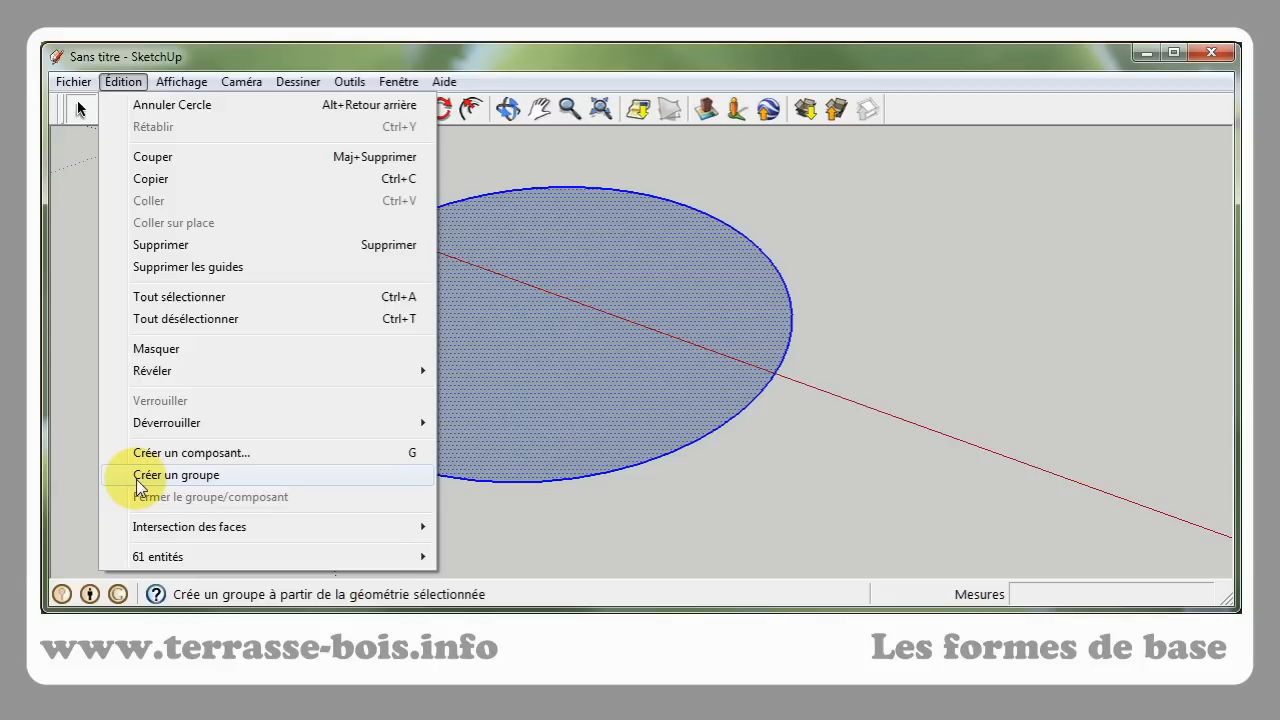 Sans titre - SketchUp
Fichier Édition Affichage Caméra Dessiner Outils Fenêtre Aide
Annuler Cercle Alt+Retour arrière
Rétablir Ctrl+Y
Couper Maj+Supprimer
Copier Ctrl+C
Coller Ctrl+V
Coller sur place
Supprimer Supprimer
Supprimer les guides
Tout sélectionner Ctrl+A
Tout désélectionner Ctrl+T
Masquer
Révéler
Verrouiller
Déverrouiller
Créer un composant... G
Créer un groupe
Fermer le groupe/composant
Intersection des faces
61 entités
Crée un groupe à partir de la géométrie sélectionnée Mesures
www.terrasse-bois.info Les formes de base